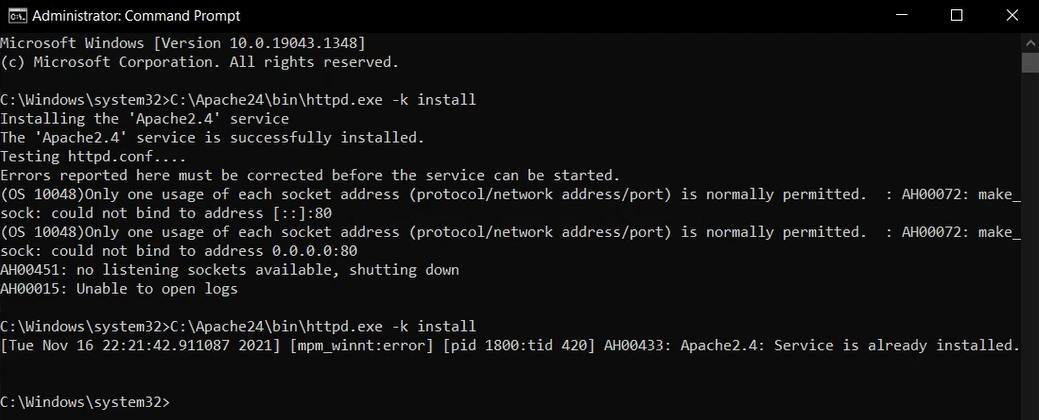 Administrator: Command Prompt
Microsoft Windows [Version 10.0.19043.1348]
(c) Microsoft Corporation. All rights reserved.
C:\Windows\system32>C:\Apache24\bin\httpd.exe -k install
Installing the 'Apache2.4' service
The 'Apache2.4' service is successfully installed.
Testing httpd.conf....
Errors reported here must be corrected before the service can be started.
(OS 10048)Only one usage of each socket address (protocol/network address/port) is normally permitted.  : AH00072: make_
sock: could not bind to address [::]:80
(OS 10048)Only one usage of each socket address (protocol/network address/port) is normally permitted.  : AH00072: make_
sock: could not bind to address 0.0.0.0:80
AH00451: no listening sockets available, shutting down
AH00015: Unable to open logs
C:\Windows\system32>C:\Apache24\bin\httpd.exe -k install
[Tue Nov 16 22:21:42.911087 2021] [mpm_winnt:error] [pid 1800:tid 420] AH00433: Apache2.4: Service is already installed.
C:\Windows\system32>